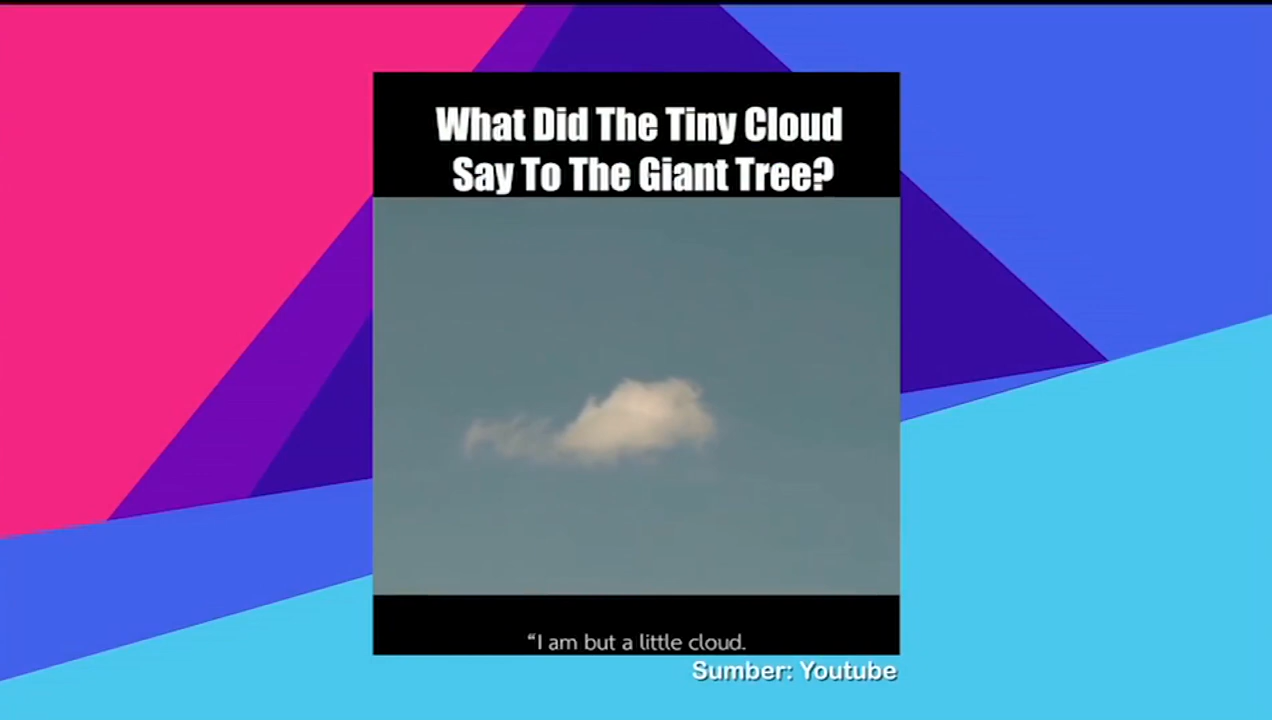 What Did The Tiny Cloud
Say To The Giant Tree?
“I am but a little cloud.
Sumber: Youtube